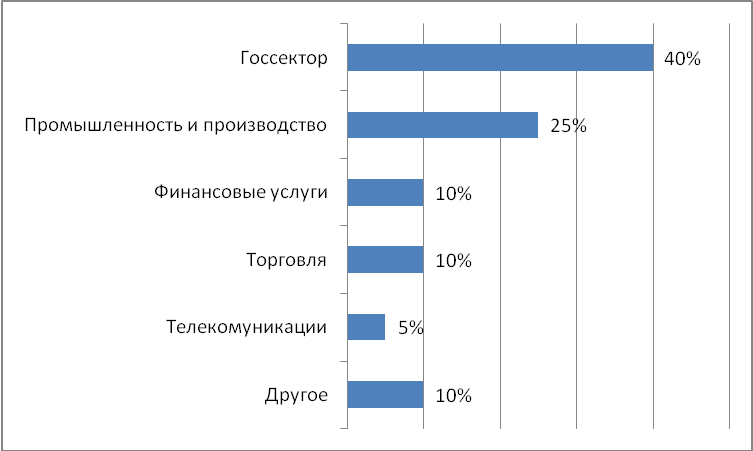 Госсектор 40%
Промышленность и производство 25%
Финансовые услуги 10%
Торговля 10%
Телекомуникации 5%
Другое 10%